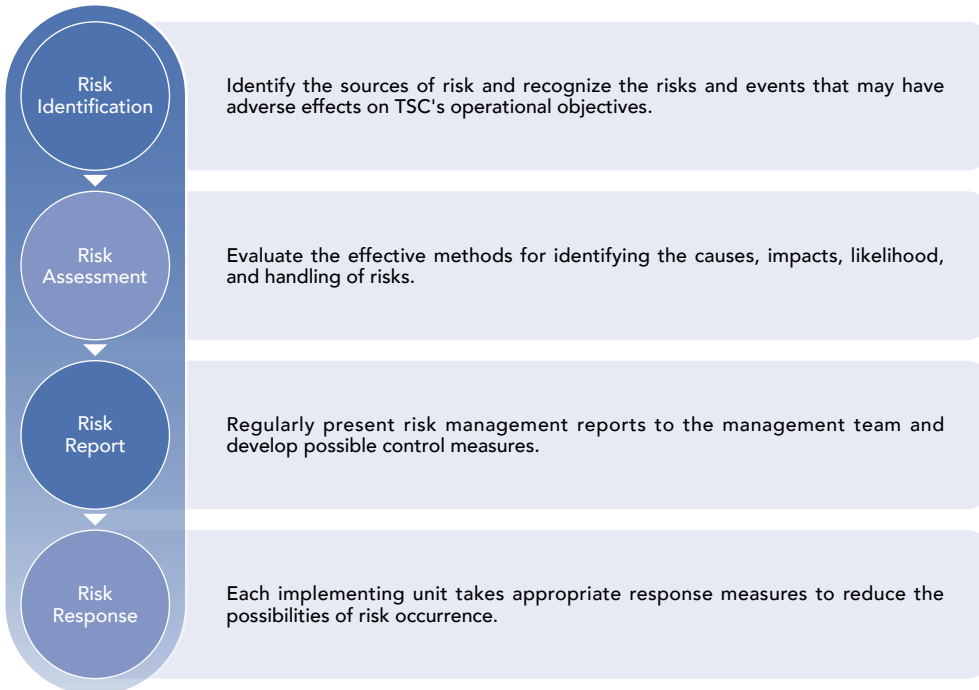 Risk
Identification
Identify the sources of risk and recognize the risks and events that may have
adverse effects on TSC's operational objectives.
Risk
Assessment
Evaluate the effective methods for identifying the causes, impacts, likelihood,
and handling of risks.
Risk
Report
Regularly present risk management reports to the management team and
develop possible control measures.
Risk
Response
Each implementing unit takes appropriate response measures to reduce the
possibilities of risk occurrence.